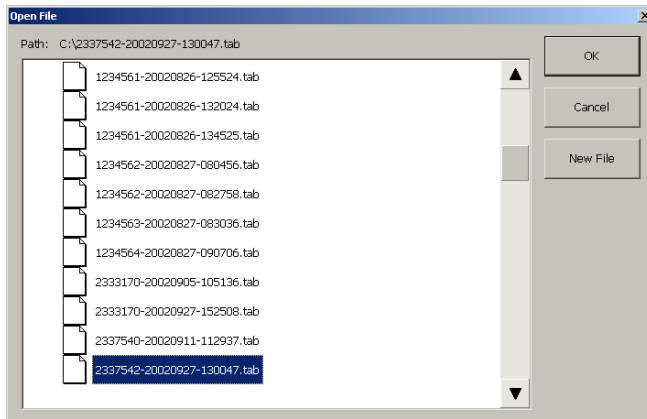 Open File
Path: C:\2337542-20020927-130047.tab
OK
1234561-20020826-125524.tab
1234561-20020826-132024.tab
Cancel
1234561-20020826-134525.tab
1234562-20020827-080456.tab
New File
1234562-20020827-082758.tab
1234563-20020827-083036.tab
1234564-20020827-090706.tab
2333170-20020905-105136.tab
2333170-20020927-152508.tab
2337540-20020911-112937.tab
2337542-20020927-130047.tab